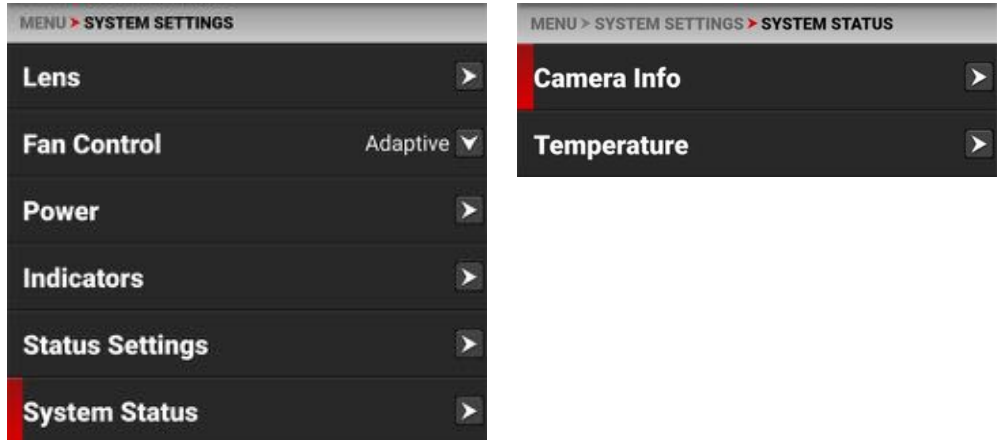 MENU > SYSTEM SETTINGS
Lens
Fan Control Adaptive
Power
Indicators
Status Settings
System Status
MENU > SYSTEM SETTINGS > SYSTEM STATUS
Camera Info
Temperature